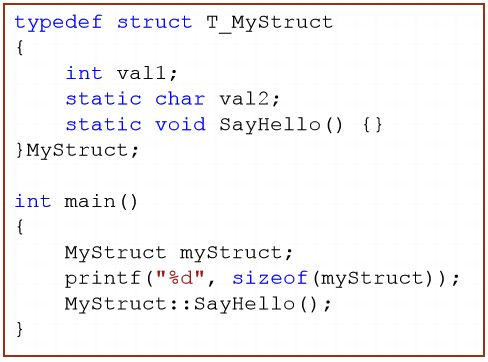 typedef struct T_MyStruct
{
    int val1;
    static char val2;
    static void SayHello() {}
}MyStruct;

int main()
{
    MyStruct myStruct;
    printf("%d", sizeof(myStruct));
    MyStruct::SayHello();
}